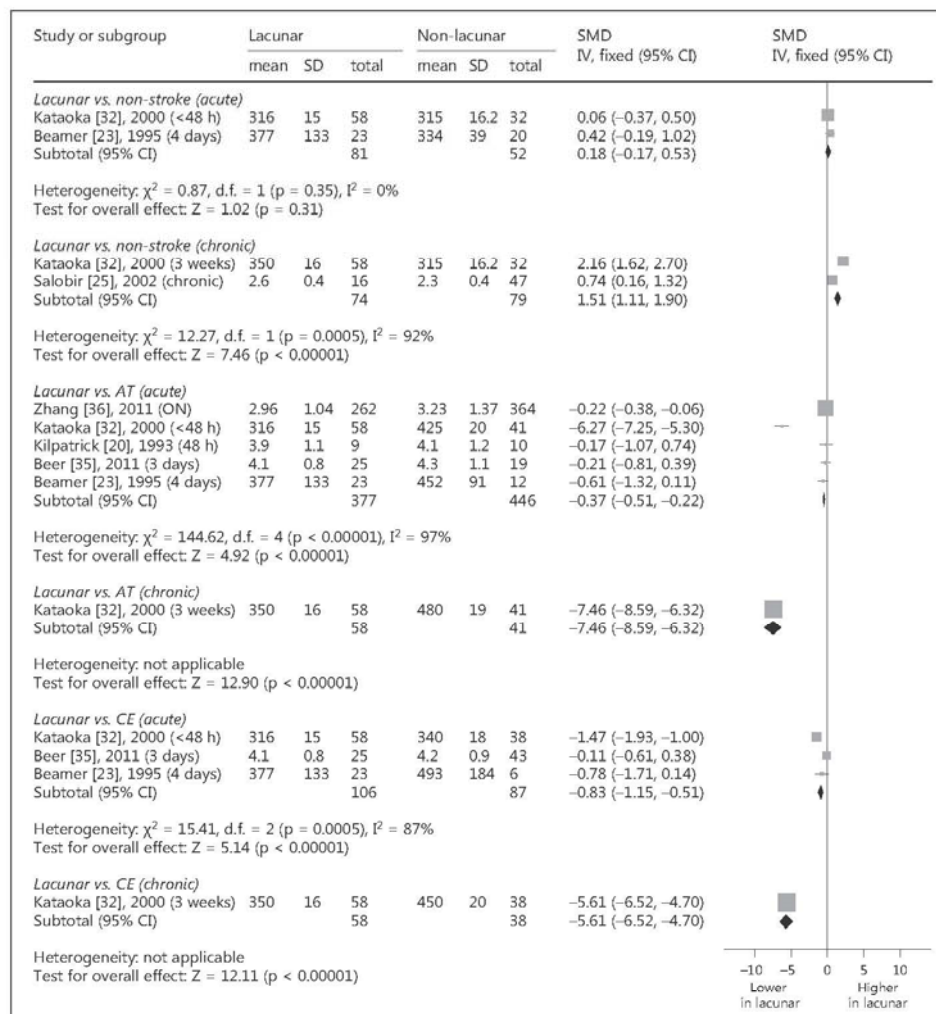 Study or subgroup Lacunar Non-lacunar SMD SMD
mean SD total mean SD total IV, fixed (95% CI) IV, fixed (95% CI)
Lacunar vs. non-stroke (acute)
Kataoka [32], 2000 (<48 h) 316 15 58 315 16.2 32 0.06 (−0.37, 0.50)
Beamer [23], 1995 (4 days) 377 133 23 334 39 20 0.42 (−0.19, 1.02)
Subtotal (95% CI) 81 52 0.18 (−0.17, 0.53)
Heterogeneity: χ² = 0.87, d.f. = 1 (p = 0.35), I² = 0%
Test for overall effect: Z = 1.02 (p = 0.31)
Lacunar vs. non-stroke (chronic)
Kataoka [32], 2000 (3 weeks) 350 16 58 315 16.2 32 2.16 (1.62, 2.70)
Salobir [25], 2002 (chronic) 2.6 0.4 16 2.3 0.4 47 0.74 (0.16, 1.32)
Subtotal (95% CI) 74 79 1.51 (1.11, 1.90)
Heterogeneity: χ² = 12.27, d.f. = 1 (p = 0.0005), I² = 92%
Test for overall effect: Z = 7.46 (p < 0.00001)
Lacunar vs. AT (acute)
Zhang [36], 2011 (ON) 2.96 1.04 262 3.23 1.37 364 −0.22 (−0.38, −0.06)
Kataoka [32], 2000 (<48 h) 316 15 58 425 20 41 −6.27 (−7.25, −5.30)
Kilpatrick [20], 1993 (48 h) 3.9 1.1 9 4.1 1.2 10 −0.17 (−1.07, 0.74)
Beer [35], 2011 (3 days) 4.1 0.8 25 4.3 1.1 19 −0.21 (−0.81, 0.39)
Beamer [23], 1995 (4 days) 377 133 23 452 91 12 −0.61 (−1.32, 0.11)
Subtotal (95% CI) 377 446 −0.37 (−0.51, −0.22)
Heterogeneity: χ² = 144.62, d.f. = 4 (p < 0.00001), I² = 97%
Test for overall effect: Z = 4.92 (p < 0.00001)
Lacunar vs. AT (chronic)
Kataoka [32], 2000 (3 weeks) 350 16 58 480 19 41 −7.46 (−8.59, −6.32)
Subtotal (95% CI) 58 41 −7.46 (−8.59, −6.32)
Heterogeneity: not applicable
Test for overall effect: Z = 12.90 (p < 0.00001)
Lacunar vs. CE (acute)
Kataoka [32], 2000 (<48 h) 316 15 58 340 18 38 −1.47 (−1.93, −1.00)
Beer [35], 2011 (3 days) 4.1 0.8 25 4.2 0.9 43 −0.11 (−0.61, 0.38)
Beamer [23], 1995 (4 days) 377 133 23 493 184 6 −0.78 (−1.71, 0.14)
Subtotal (95% CI) 106 87 −0.83 (−1.15, −0.51)
Heterogeneity: χ² = 15.41, d.f. = 2 (p = 0.0005), I² = 87%
Test for overall effect: Z = 5.14 (p < 0.00001)
Lacunar vs. CE (chronic)
Kataoka [32], 2000 (3 weeks) 350 16 58 450 20 38 −5.61 (−6.52, −4.70)
Subtotal (95% CI) 58 38 −5.61 (−6.52, −4.70)
Heterogeneity: not applicable
Test for overall effect: Z = 12.11 (p < 0.00001)
−10 −5 0 5 10
Lower Higher
in lacunar in lacunar